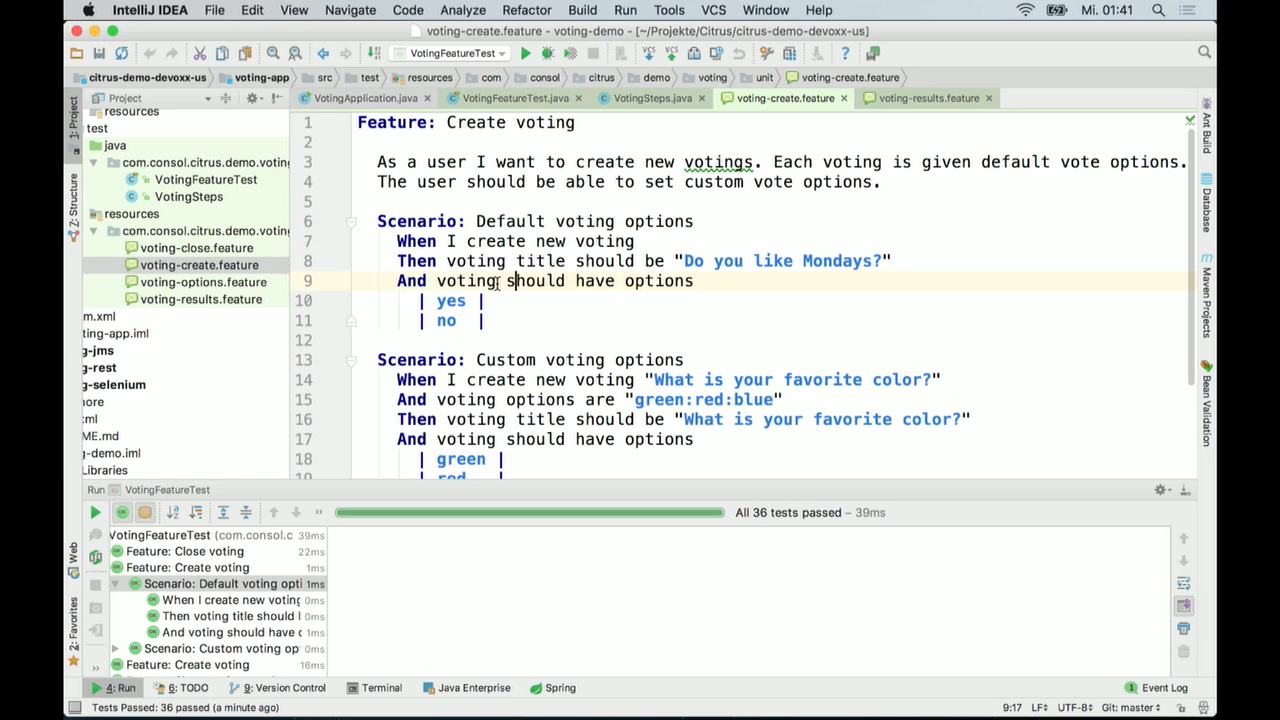 IntelliJ IDEA File Edit View Navigate Code Analyze Refactor Build Run Tools VCS Window Help Mi. 01:41
voting-create.feature - voting-demo - [~/Projekte/Citrus/citrus-demo-devoxx-us]
VotingFeatureTest
citrus-demo-devoxx-us voting-app src test resources com consol citrus demo voting unit voting-create.feature
Project
VotingApplication.java VotingFeatureTest.java VotingSteps.java voting-create.feature voting-results.feature
1: Project
Z: Structure
Web
2: Favorites
resources
test
java
com.consol.citrus.demo.voting
VotingFeatureTest
VotingSteps
resources
com.consol.citrus.demo.voting
voting-close.feature
voting-create.feature
voting-options.feature
voting-results.feature
m.xml
ting-app.iml
g-jms
g-rest
g-selenium
nore
xml
ME.md
g-demo.iml
Libraries
1 Feature: Create voting
2
3 As a user I want to create new votings. Each voting is given default vote options.
4 The user should be able to set custom vote options.
5
6 Scenario: Default voting options
7 When I create new voting
8 Then voting title should be "Do you like Mondays?"
9 And voting should have options
10 | yes |
11 | no |
12
13 Scenario: Custom voting options
14 When I create new voting "What is your favorite color?"
15 And voting options are "green:red:blue"
16 Then voting title should be "What is your favorite color?"
17 And voting should have options
18 | green |
19 red
Ant Build
Database
Maven Projects
Bean Validation
Run VotingFeatureTest
All 36 tests passed – 39ms
VotingFeatureTest (com.consol.c 39ms
Feature: Close voting 22ms
Feature: Create voting 1ms
Scenario: Default voting opti 1ms
When I create new voting 0ms
Then voting title should l 0ms
And voting should have c 1ms
Scenario: Custom voting op 0ms
Feature: Create voting 16ms
4: Run 6: TODO 9: Version Control Terminal Java Enterprise Spring 1 Event Log
Tests Passed: 36 passed (a minute ago) 9:17 LF UTF-8 Git: master